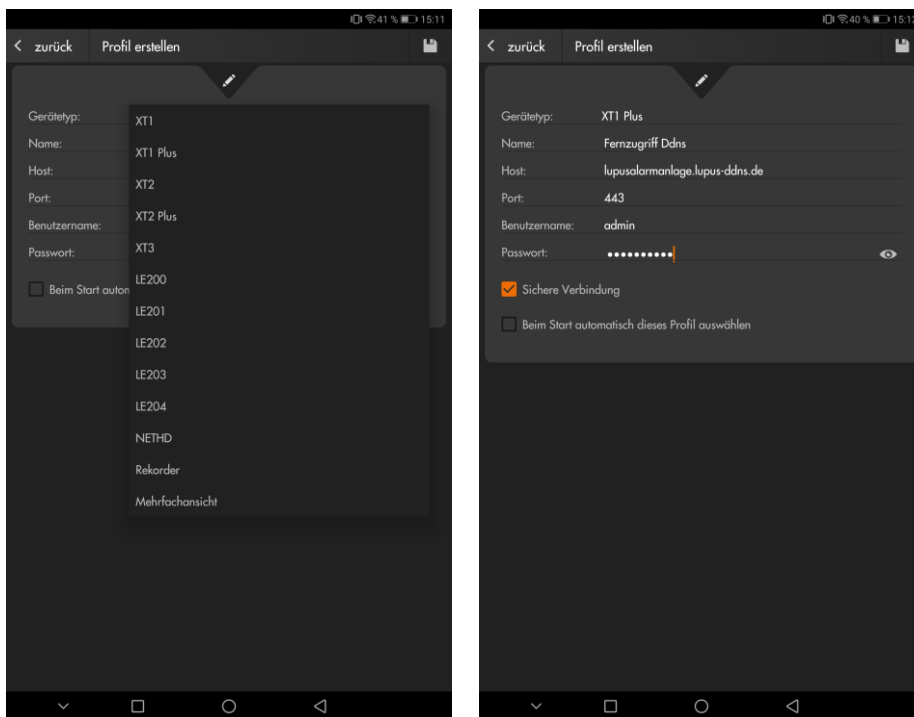 41 % 15:11
zurück Profil erstellen
Gerätetyp:
Name:
Host:
Port:
Benutzername:
Passwort:
Beim Start autom
XT1
XT1 Plus
XT2
XT2 Plus
XT3
LE200
LE201
LE202
LE203
LE204
NETHD
Rekorder
Mehrfachansicht
40 % 15:12
zurück Profil erstellen
Gerätetyp: XT1 Plus
Name: Fernzugriff Ddns
Host: lupusalarmanlage.lupus-ddns.de
Port: 443
Benutzername: admin
Passwort: ••••••••••
Sichere Verbindung
Beim Start automatisch dieses Profil auswählen